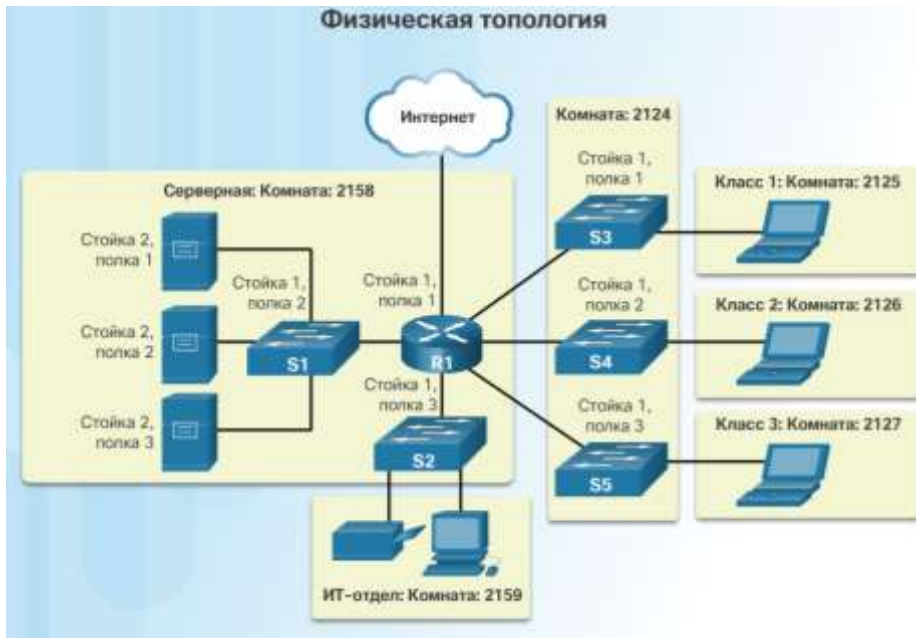 Физическая топология
Интернет
Комната: 2124
Стойка 1,
полка 1
S3
Класс 1: Комната: 2125
Серверная: Комната: 2158
Стойка 2,
полка 1
Стойка 1,
полка 2
Стойка 1,
полка 1
Стойка 2,
полка 2
S1
R1
Стойка 1,
полка 2
S4
Класс 2: Комната: 2126
Стойка 2,
полка 3
Стойка 1,
полка 3
S2
Стойка 1,
полка 3
S5
Класс 3: Комната: 2127
ИТ-отдел: Комната: 2159